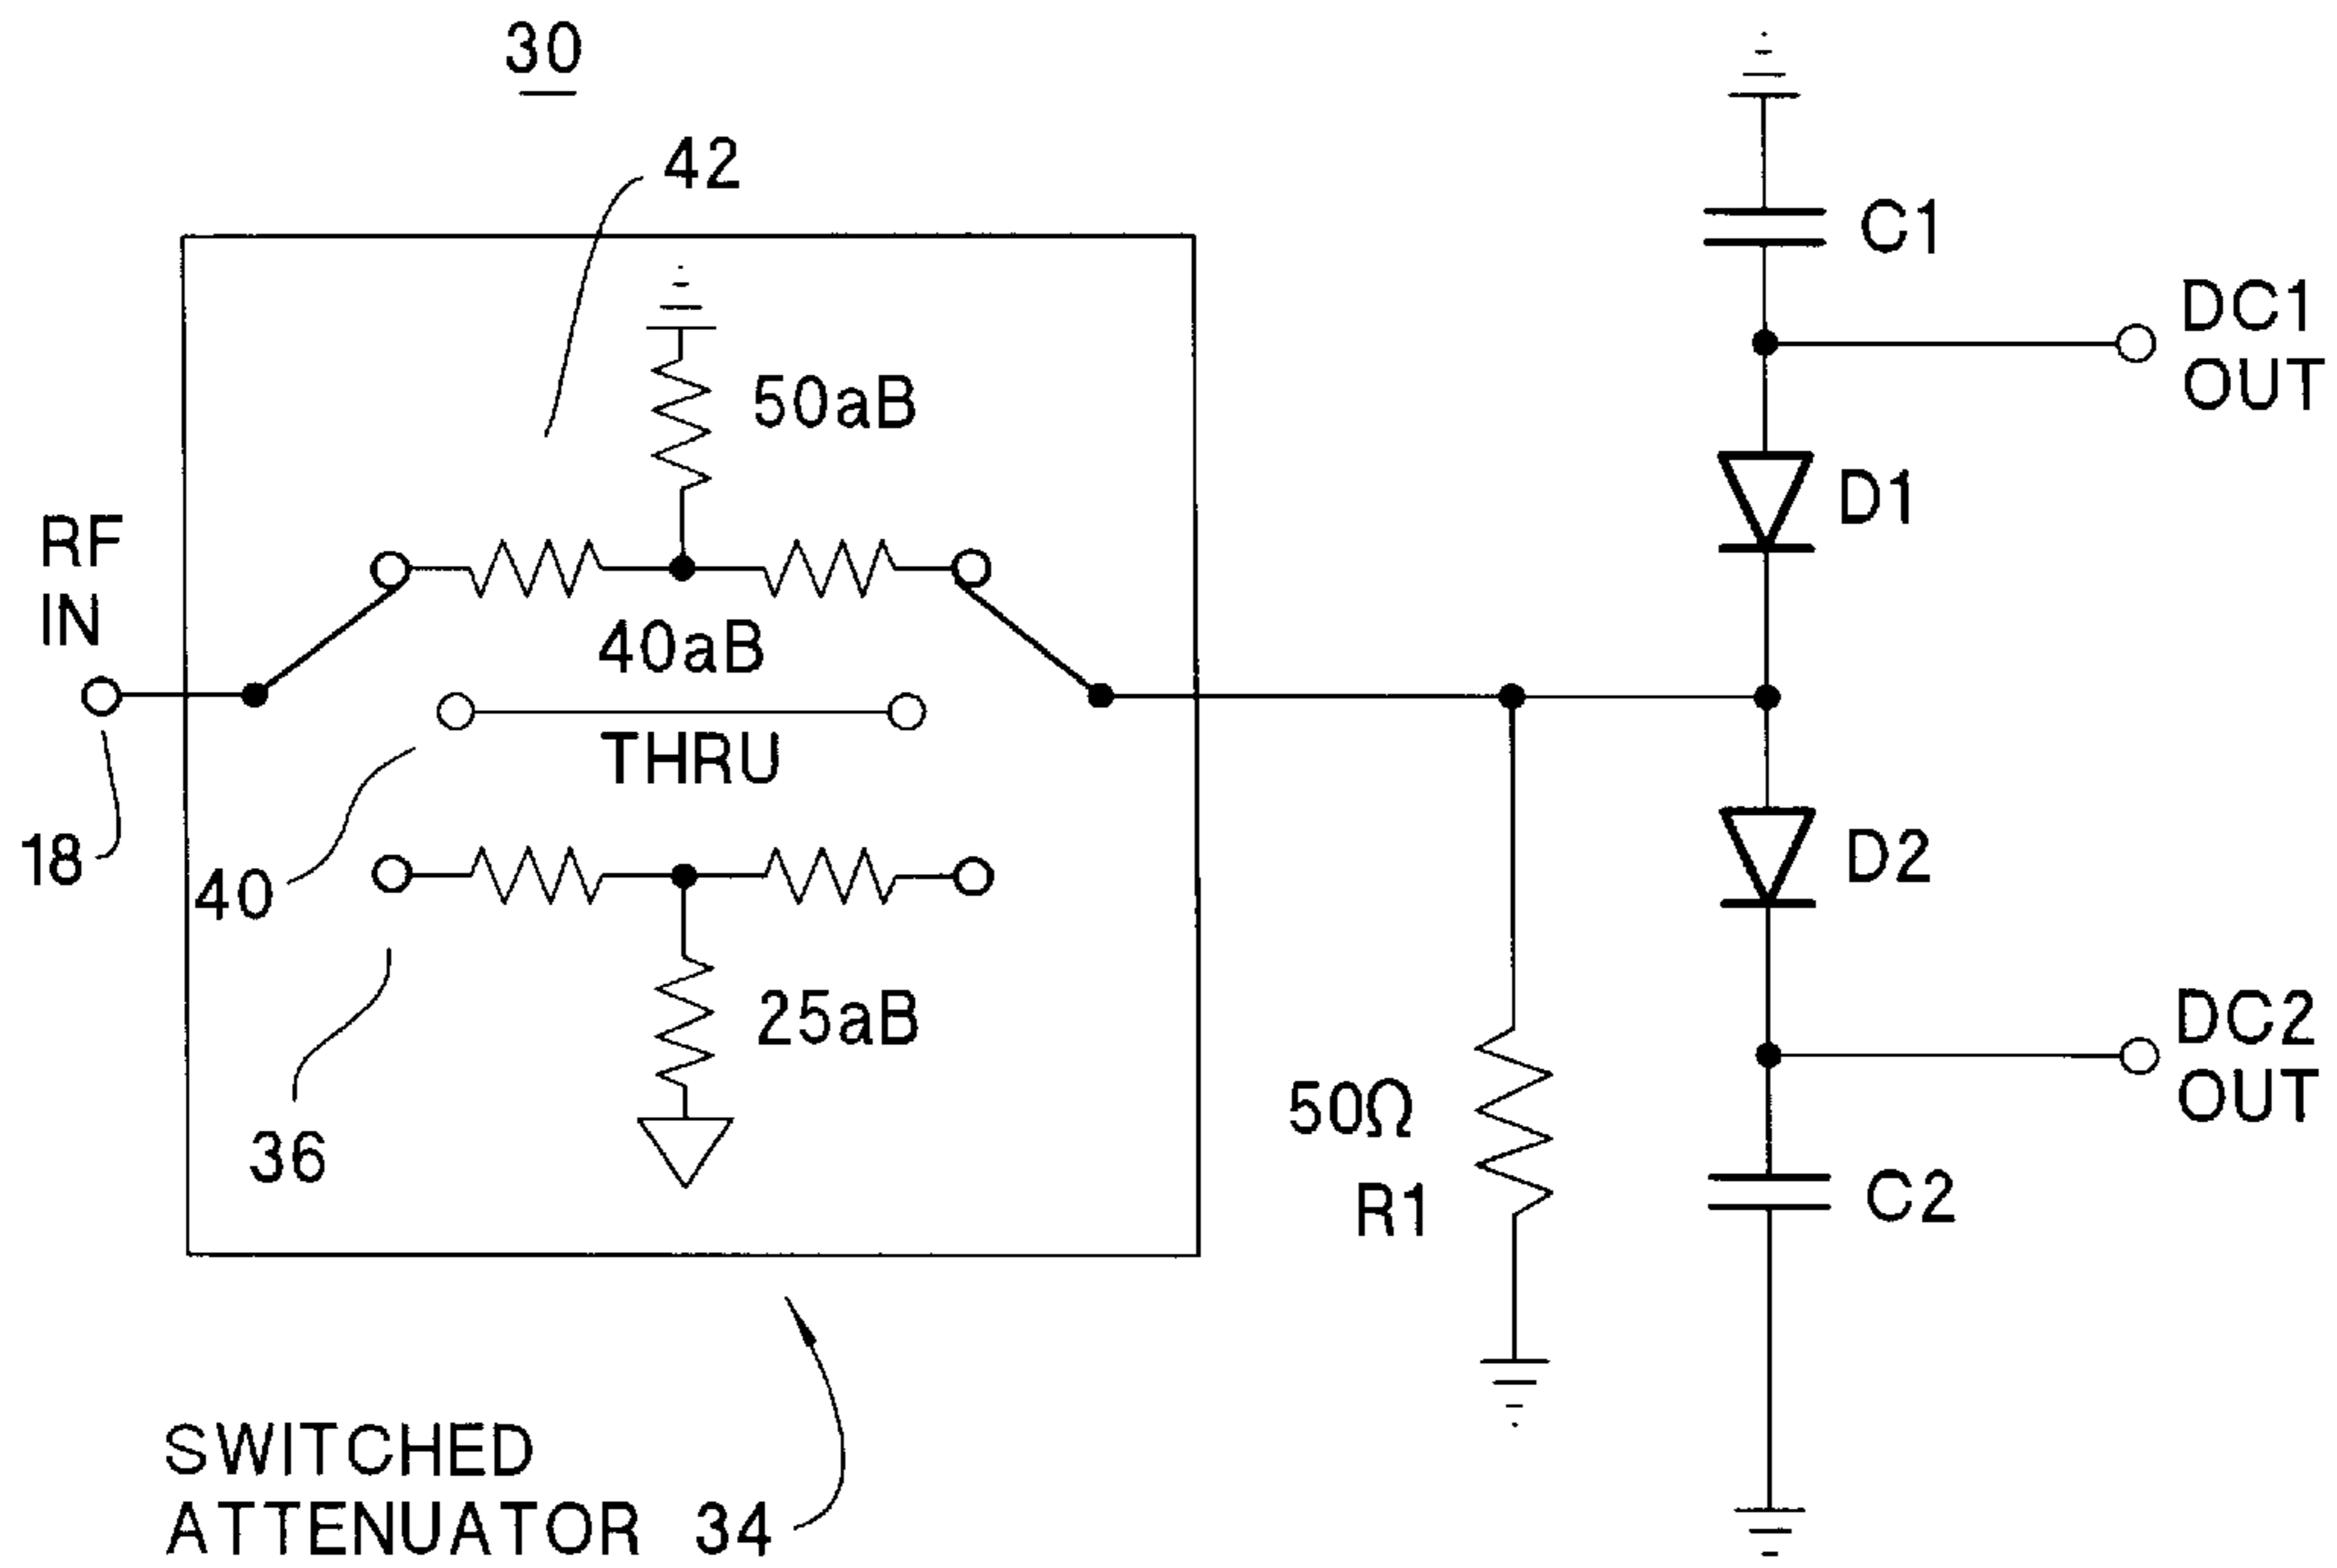 30
42
C1
DC1
OUT
50aB
D1
RF
IN
40aB
THRU
18
40
D2
25aB
DC2
OUT
50Ω
R1
36
C2
SWITCHED
ATTENUATOR 34